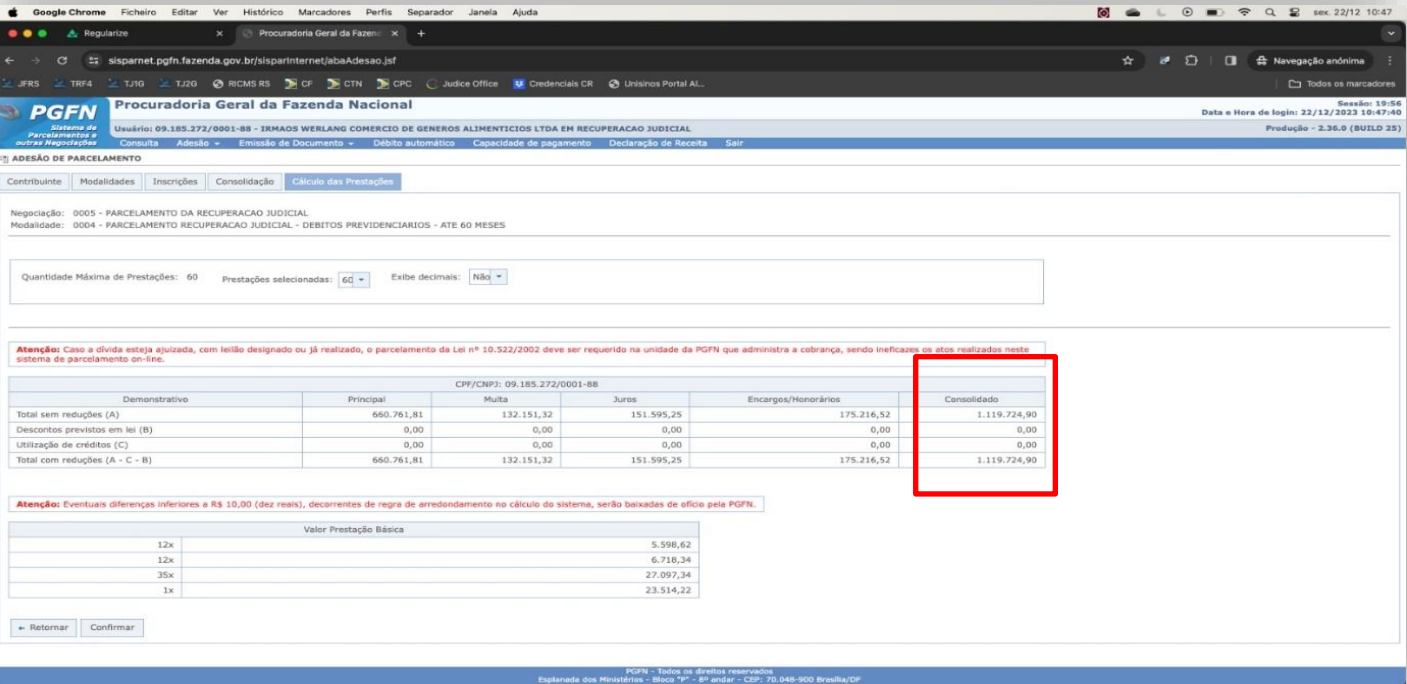 Google Chrome Ficheiro Editar Ver Histórico Marcadores Perfis Separador Janela Ajuda sex. 22/12 10:47
Regularize × Procuradoria Geral da Fazend × +
sisparnet.pgfn.fazenda.gov.br/sisparInternet/abaAdesao.jsf Navegação anónima
JFRS TRF4 TJ1G TJ2G RICMS RS CF CTN CPC Judice Office Credenciais CR Unisinos Portal Al... Todos os marcadores
PGFN
Sistema de
Parcelamentos e
outras Negociações
Procuradoria Geral da Fazenda Nacional
Sessão: 19:56
Data e Hora de login: 22/12/2023 10:47:40
Usuário: 09.185.272/0001-88 - IRMAOS WERLANG COMERCIO DE GENEROS ALIMENTICIOS LTDA EM RECUPERACAO JUDICIAL Produção - 2.36.0 (BUILD 25)
Consulta Adesão Emissão de Documento Débito automático Capacidade de pagamento Declaração de Receita Sair
ADESÃO DE PARCELAMENTO
Contribuinte Modalidades Inscrições Consolidação Cálculo das Prestações
Negociação: 0005 - PARCELAMENTO DA RECUPERACAO JUDICIAL
Modalidade: 0004 - PARCELAMENTO RECUPERACAO JUDICIAL - DEBITOS PREVIDENCIARIOS - ATE 60 MESES
Quantidade Máxima de Prestações: 60 Prestações selecionadas: 60 Exibe decimais: Não
Atenção: Caso a dívida esteja ajuizada, com leilão designado ou já realizado, o parcelamento da Lei nº 10.522/2002 deve ser requerido na unidade da PGFN que administra a cobrança, sendo ineficazes os atos realizados neste
sistema de parcelamento on-line.
CPF/CNPJ: 09.185.272/0001-88
Demonstrativo Principal Multa Juros Encargos/Honorários Consolidado
Total sem reduções (A) 660.761,81 132.151,32 151.595,25 175.216,52 1.119.724,90
Descontos previstos em lei (B) 0,00 0,00 0,00 0,00 0,00
Utilização de créditos (C) 0,00 0,00 0,00 0,00 0,00
Total com reduções (A - C - B) 660.761,81 132.151,32 151.595,25 175.216,52 1.119.724,90
Atenção: Eventuais diferenças inferiores a R$ 10,00 (dez reais), decorrentes de regra de arredondamento no cálculo do sistema, serão baixadas de ofício pela PGFN.
Valor Prestação Básica
12x 5.598,62
12x 6.718,34
35x 27.097,34
1x 23.514,22
Retornar Confirmar
PGFN - Todos os direitos reservados
Esplanada dos Ministérios - Bloco "P" - 8º andar - CEP: 70.048-900 Brasília/DF